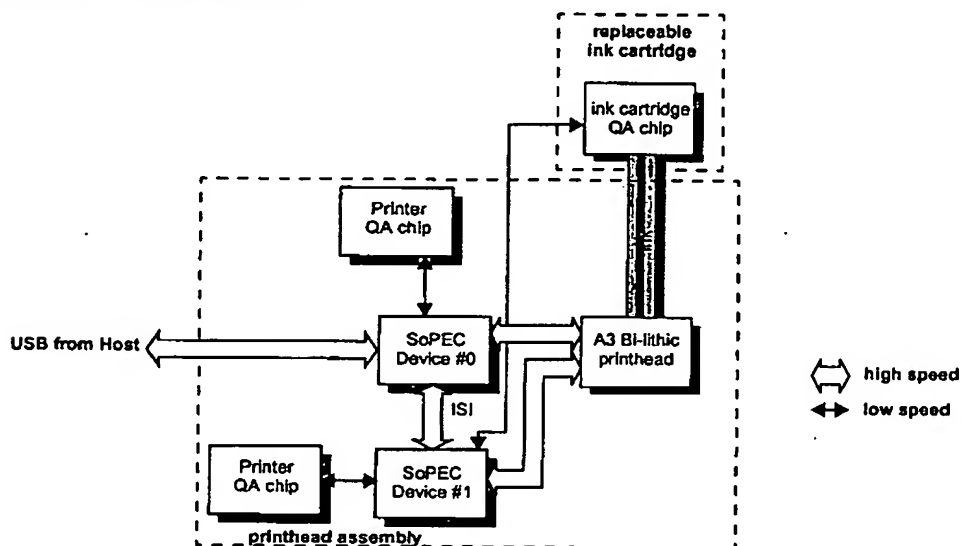 replaceable
ink cartridge
ink cartridge
QA chip
Printer
QA chip
USB from Host
SoPEC
Device #0
A3 Bi-lithic
printhead
high speed
low speed
ISI
Printer
QA chip
SoPEC
Device #1
printhead assembly